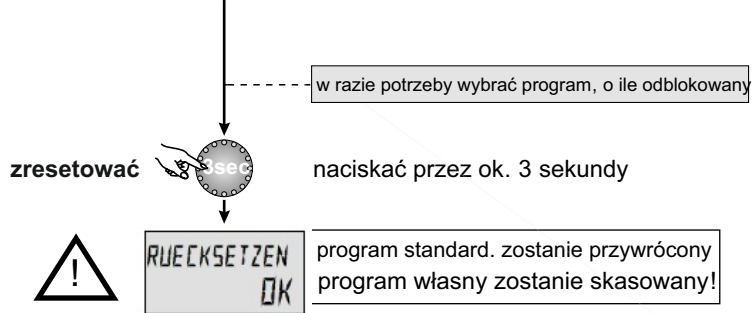 w razie potrzeby wybrać program, o ile odblokowany
zresetować
3sec
naciskać przez ok. 3 sekundy
!
RUECKSETZEN
OK
program standard. zostanie przywrócony
program własny zostanie skasowany!